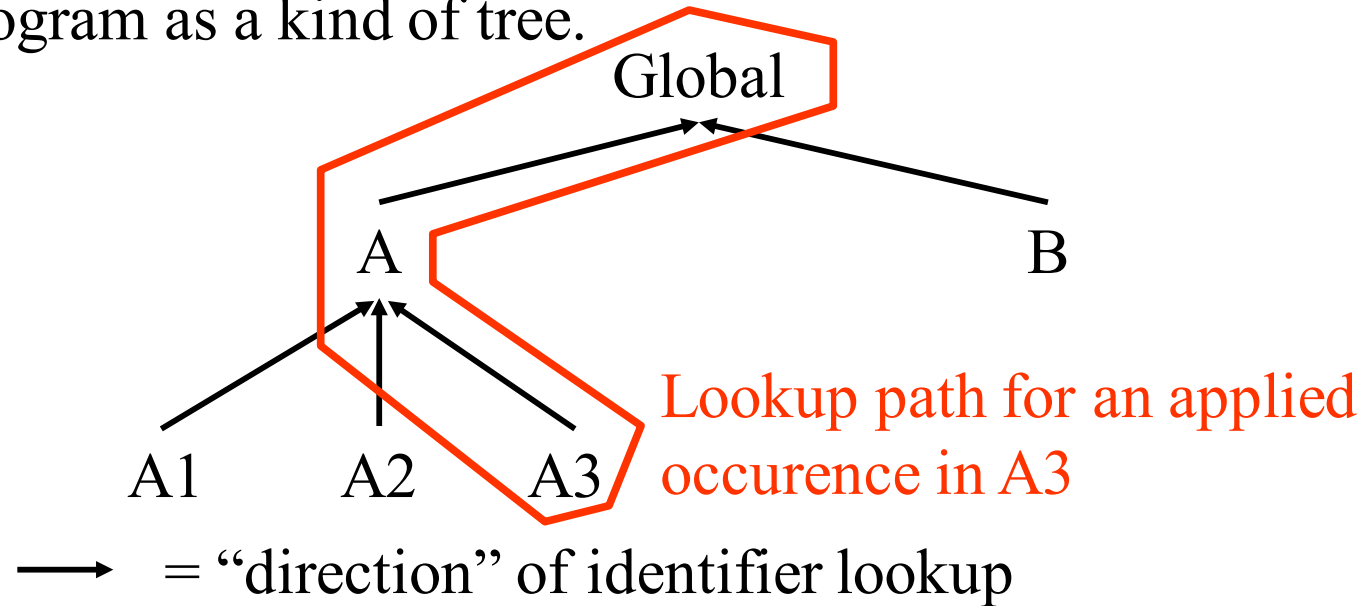 ogram as a kind of tree.
Global
A B
A1 A2 A3
Lookup path for an applied
occurence in A3
= “direction” of identifier lookup